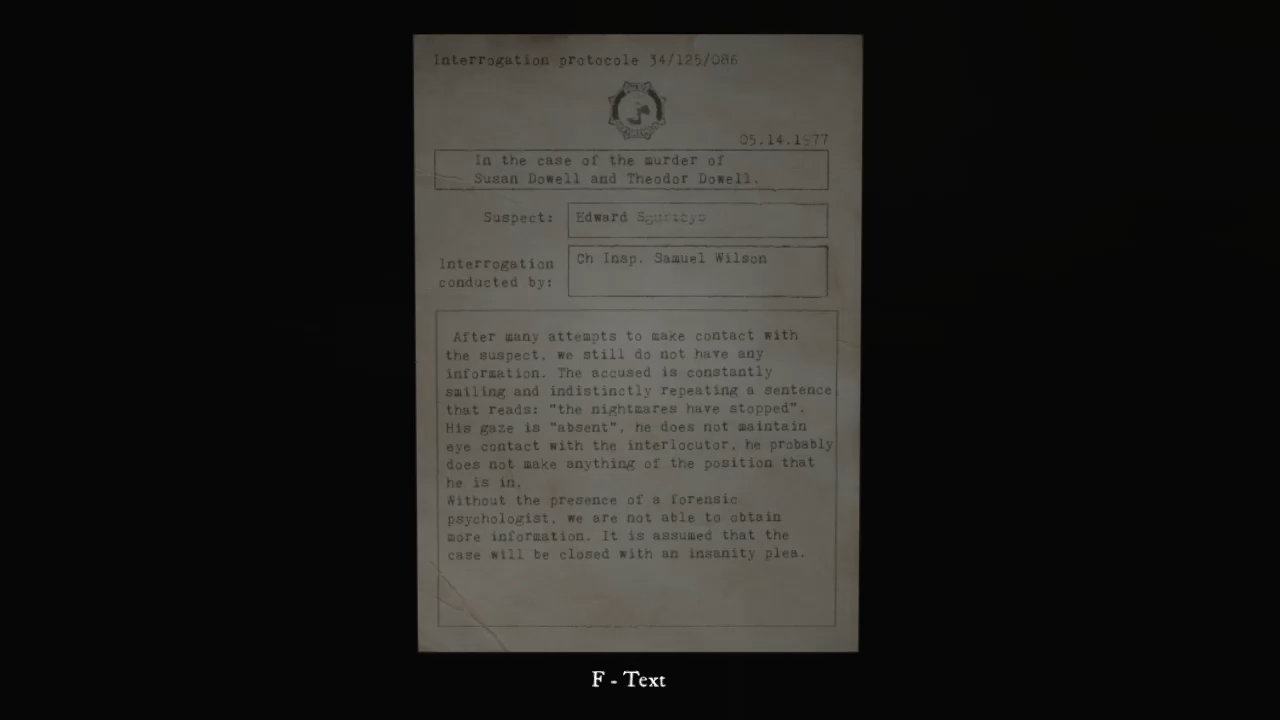 Interrogation protocole 34/125/086
05.14.1977
In the case of the murder of
Susan Dowell and Theodor Dowell.
Suspect: Edward
Interrogation
conducted by:
Ch Insp. Samuel Wilson
After many attempts to make contact with
the suspect, we still do not have any
information. The accused is constantly
smiling and indistinctly repeating a sentence
that reads: "the nightmares have stopped".
His gaze is "absent", he does not maintain
eye contact with the interlocutor, he probably
does not make anything of the position that
he is in.
Without the presence of a forensic
psychologist, we are not able to obtain
more information. It is assumed that the
case will be closed with an insanity plea.
F - Text